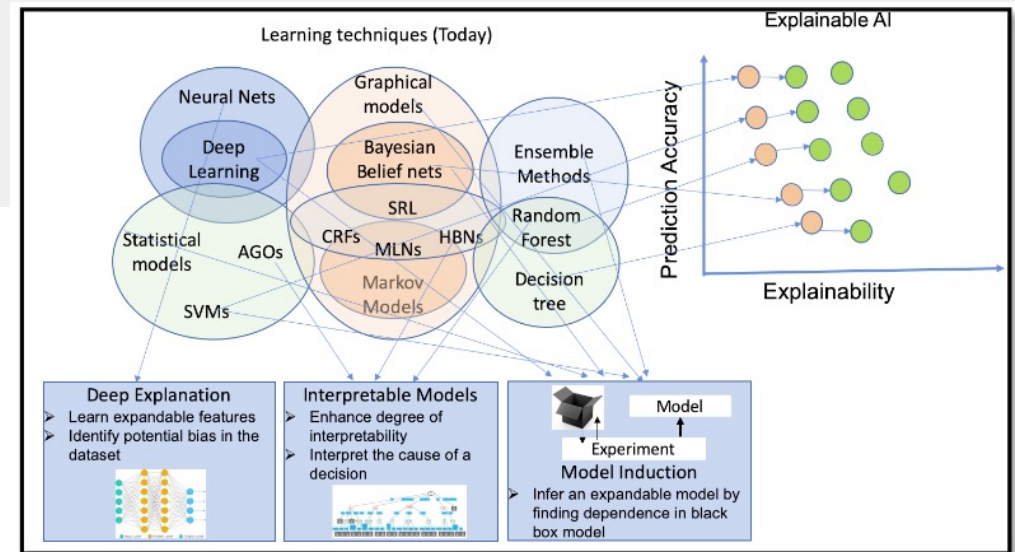 Learning techniques (Today)
Explainable AI
Neural Nets
Deep
Learning
Graphical
models
Bayesian
Belief nets
SRL
CRFs
MLNs
HBNs
Markov
Models
Ensemble
Methods
Random
Forest
Decision
tree
Statistical
models
AGOs
SVMs
Prediction Accuracy
Explainability
Deep Explanation
➢ Learn expandable features
➢ Identify potential bias in the
dataset
Interpretable Models
➢ Enhance degree of
interpretability
➢ Interpret the cause of a
decision
Model
Experiment
Model Induction
➢ Infer an expandable model by
finding dependence in black
box model